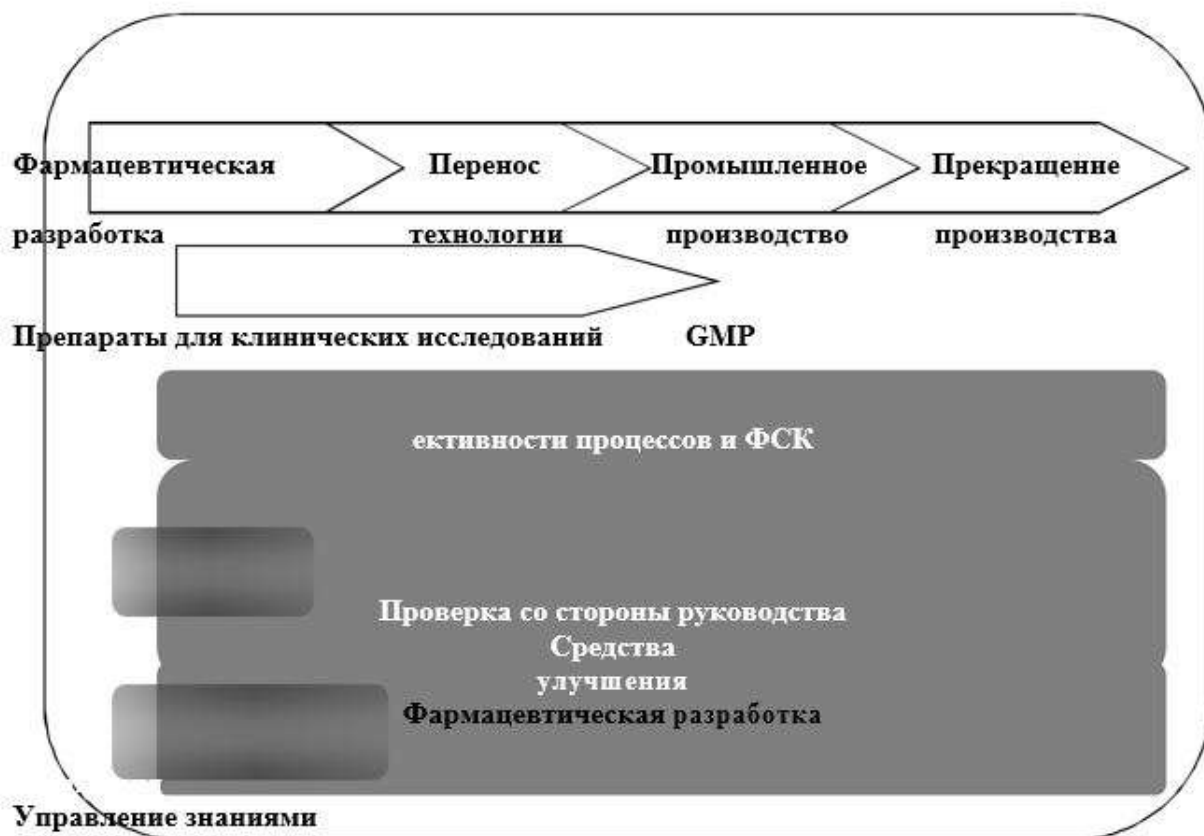 Фармацевтическая Перенос Промышленное Прекращение
разработка технологии производство производства
Препараты для клинических исследований GMP
ективности процессов и ФСК
Проверка со стороны руководства
Средства
улучшения
Фармацевтическая разработка
Управление знаниями